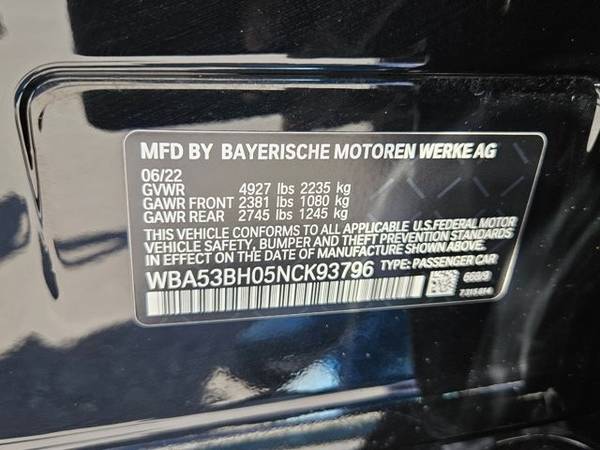 MFD BY BAYERISCHE MOTOREN WERKE AG
06/22
GVWR 4927 lbs 2235 kg
GAWR FRONT 2381 lbs 1080 kg
GAWR REAR 2745 lbs 1245 kg
THIS VEHICLE CONFORMS TO ALL APPLICABLE U.S.FEDERAL MOTOR
VEHICLE SAFETY, BUMPER AND THEFT PREVENTION STANDARDS
IN EFFECT ON THE DATE OF MANUFACTURE SHOWN ABOVE.
WBA53BH05NCK93796 TYPE: PASSENGER CAR